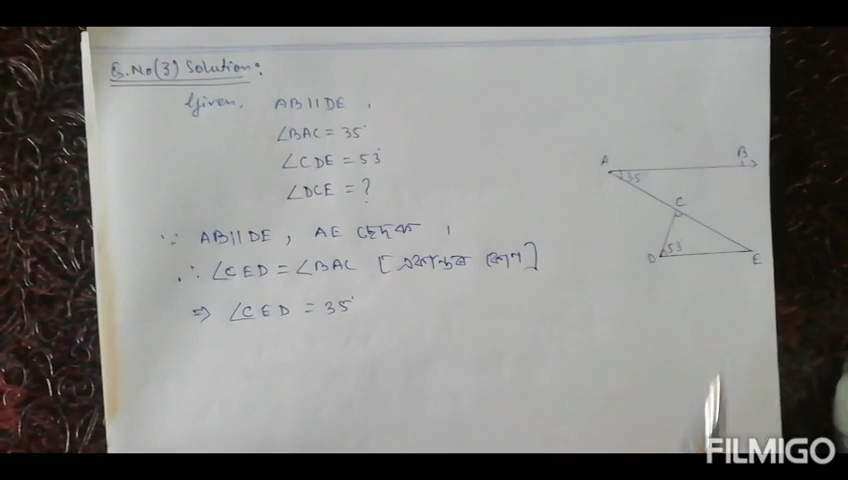 Q.No(3) Solution:
Given, AB||DE,
∠BAC = 35°
∠CDE = 53°
∠DCE = ?
∵ AB||DE, AE ছেদক ।
∴ ∠CED = ∠BAC [একান্তৰ কোণ]
⇒ ∠CED = 35°
A B
35°
C
53
D E
FILMIGO